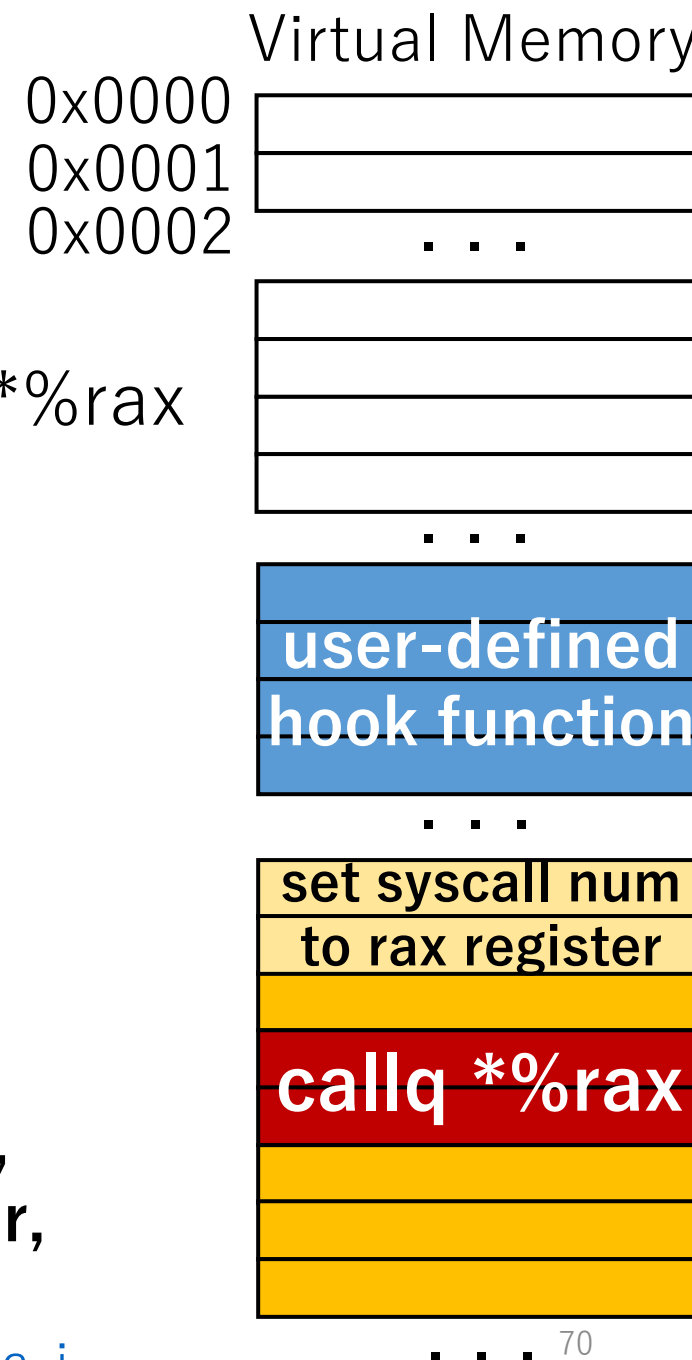 Virtual Memory
0x0000
0x0001
0x0002
. . .
*%rax
. . .
user-defined
hook function
. . .
set syscall num
to rax register
callq *%rax
r,
. . .
70